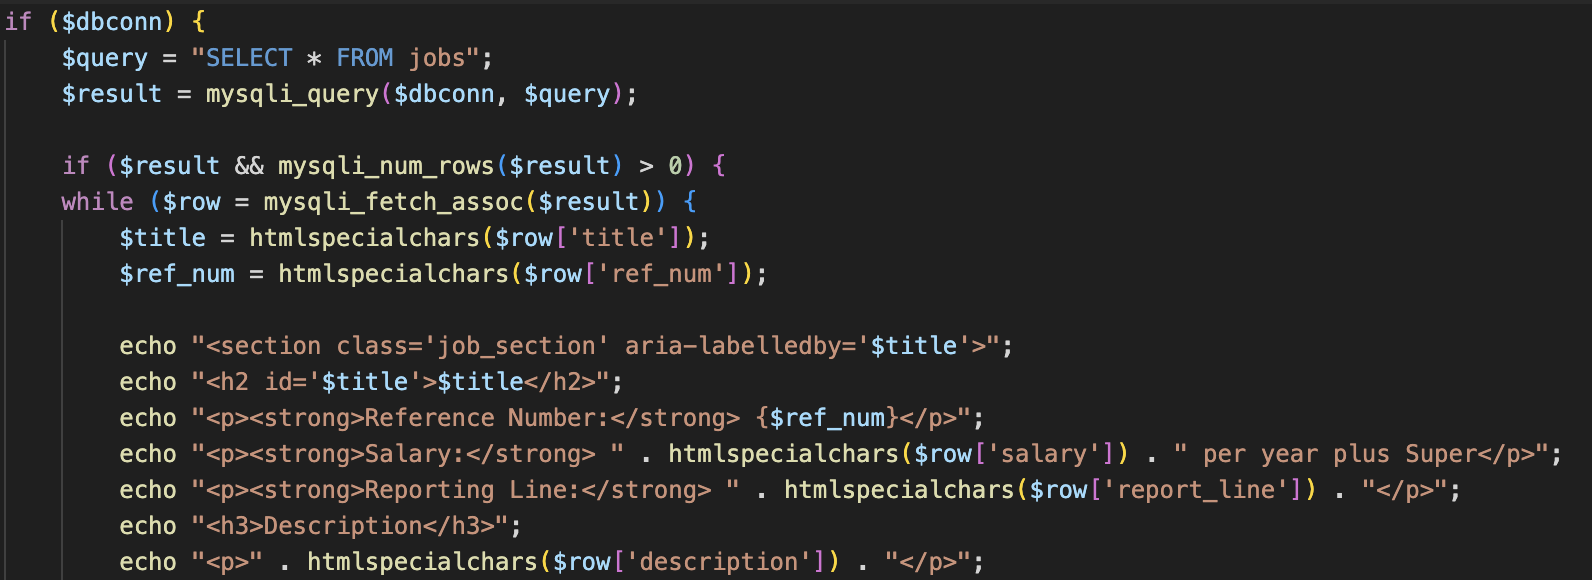 if ($dbconn) {
    $query = "SELECT * FROM jobs";
    $result = mysqli_query($dbconn, $query);

    if ($result && mysqli_num_rows($result) > 0) {
    while ($row = mysqli_fetch_assoc($result)) {
        $title = htmlspecialchars($row['title']);
        $ref_num = htmlspecialchars($row['ref_num']);

        echo "<section class='job_section' aria-labelledby='$title'>";
        echo "<h2 id='$title'>$title</h2>";
        echo "<p><strong>Reference Number:</strong> {$ref_num}</p>";
        echo "<p><strong>Salary:</strong> " . htmlspecialchars($row['salary']) . " per year plus Super</p>";
        echo "<p><strong>Reporting Line:</strong> " . htmlspecialchars($row['report_line']) . "</p>";
        echo "<h3>Description</h3>";
        echo "<p>" . htmlspecialchars($row['description']) . "</p>";